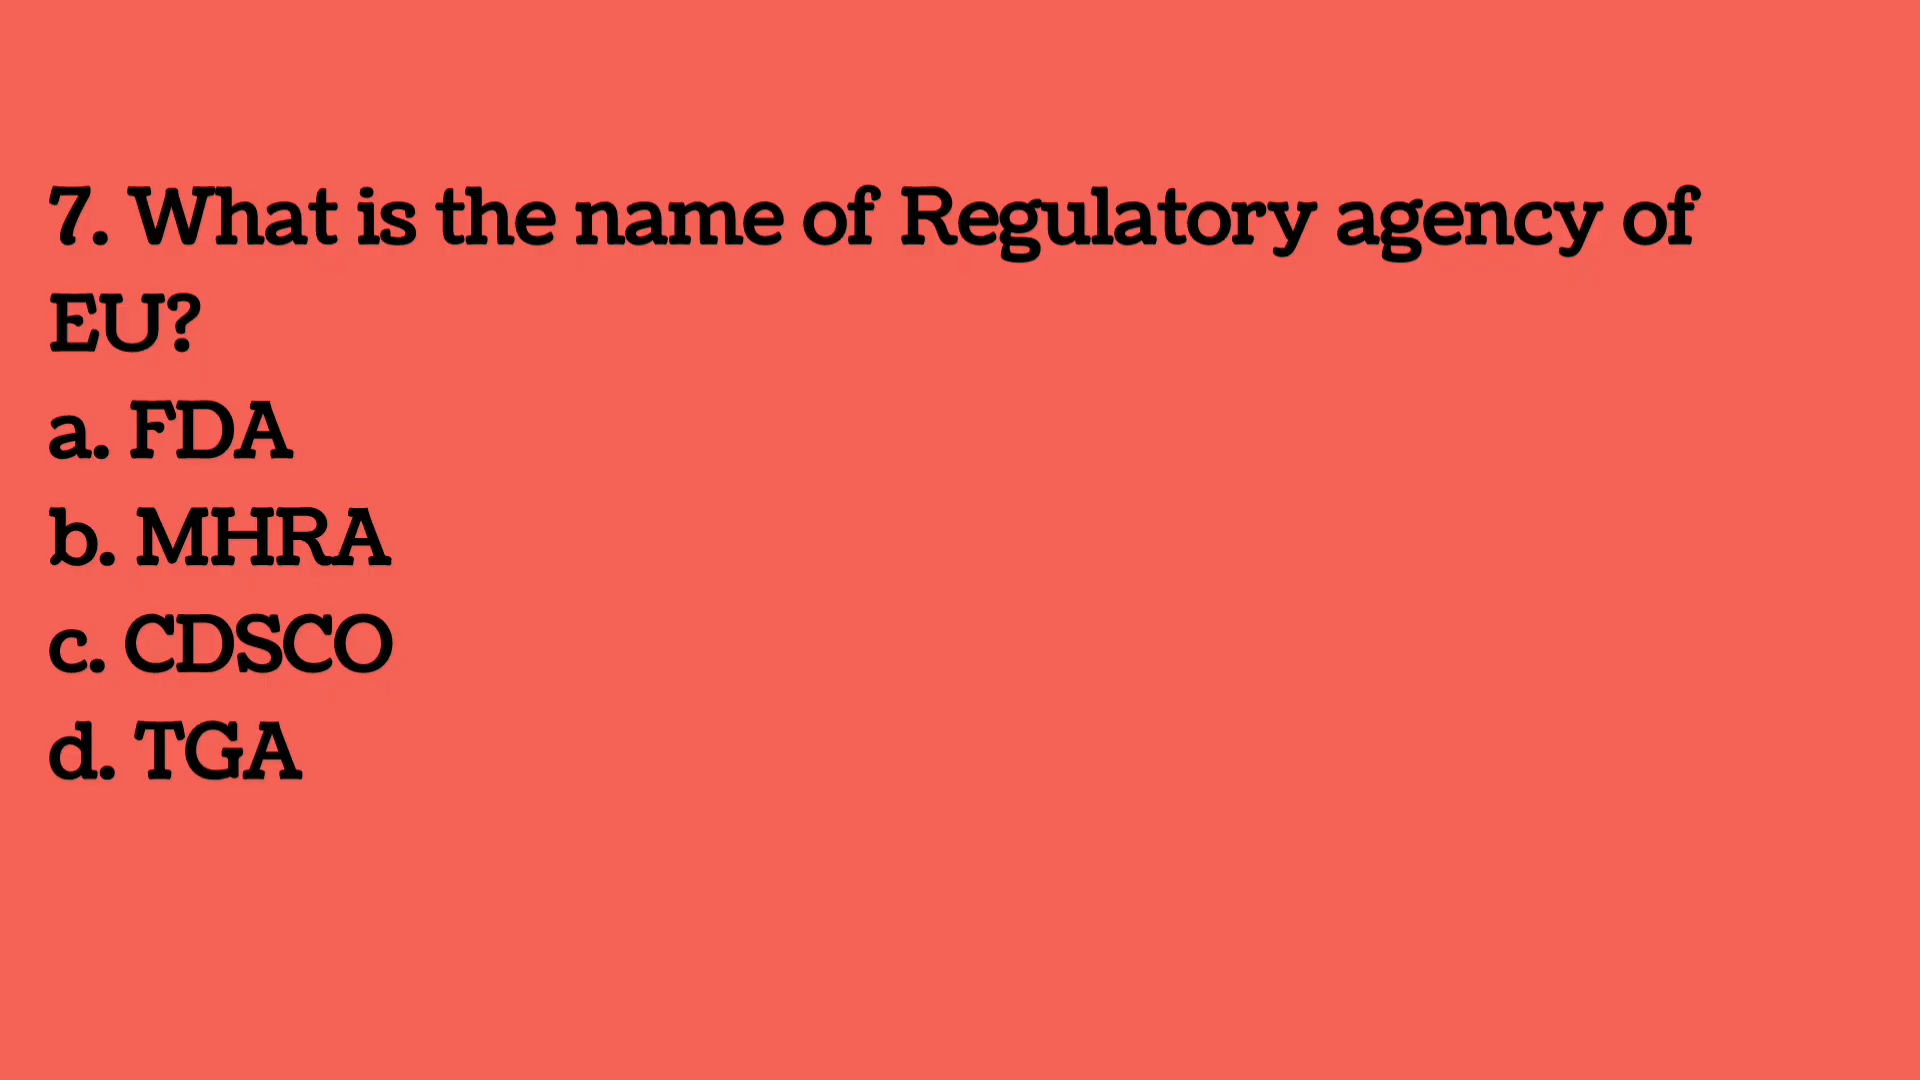 7. What is the name of Regulatory agency of
EU?
a. FDA
b. MHRA
c. CDSCO
d. TGA